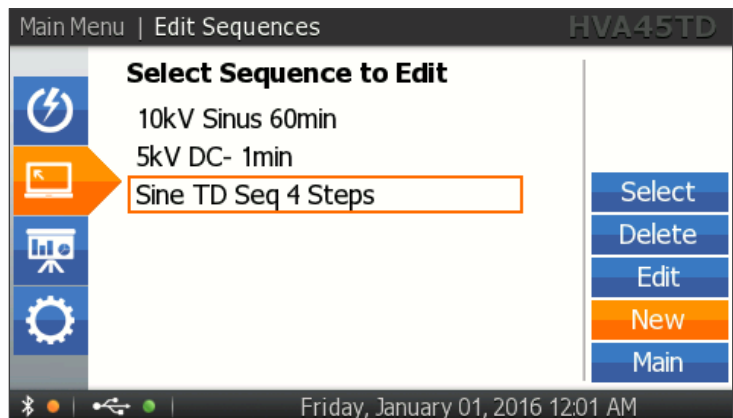 Main Menu | Edit Sequences
HVA45TD
Select Sequence to Edit
10kV Sinus 60min
5kV DC- 1min
Sine TD Seq 4 Steps
Select
Delete
Edit
New
Main
Friday, January 01, 2016 12:01 AM